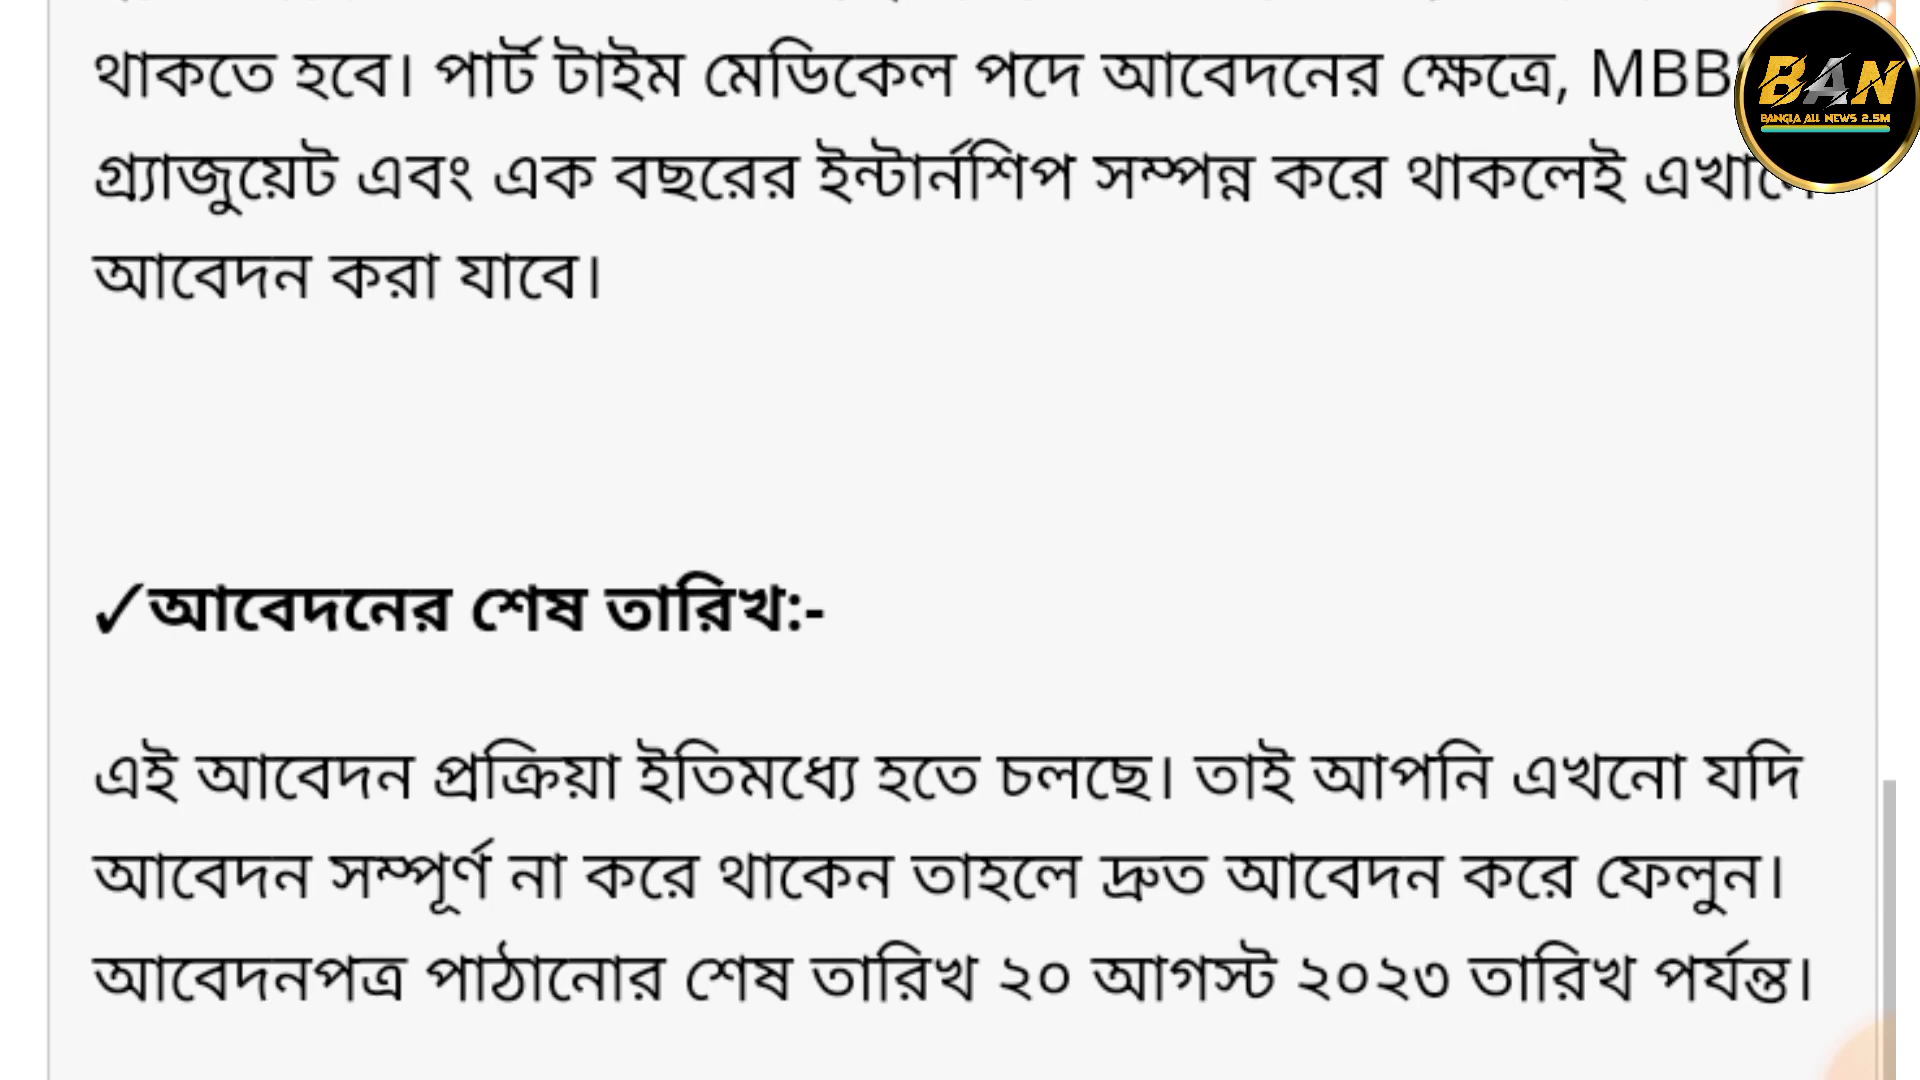 থাকতে হবে। পার্ট টাইম মেডিকেল পদে আবেদনের ক্ষেত্রে,
গ্র্যাজুয়েট এবং এক বছরের ইন্টার্নশিপ সম্পন্ন করে থাকলেই
আবেদন করা যাবে।
✓আবেদনের শেষ তারিখ:-
এই আবেদন প্রক্রিয়া ইতিমধ্যে হতে চলছে। তাই আপনি এখনো যদি
আবেদন সম্পূর্ণ না করে থাকেন তাহলে দ্রুত আবেদন করে ফেলুন।
আবেদনপত্র পাঠানোর শেষ তারিখ ২০ আগস্ট ২০২৩ তারিখ পর্যন্ত।
BAN
BANGLA ALL NEWS 2.5M